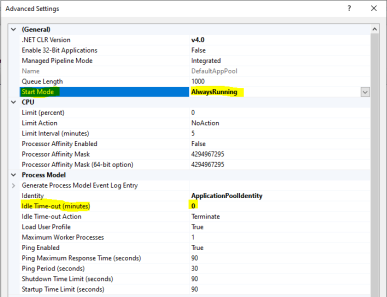 Advanced Settings ? X
(General)
.NET CLR Version v4.0
Enable 32-Bit Applications False
Managed Pipeline Mode Integrated
Name DefaultAppPool
Queue Length 1000
Start Mode AlwaysRunning
CPU
Limit (percent) 0
Limit Action NoAction
Limit Interval (minutes) 5
Processor Affinity Enabled False
Processor Affinity Mask 4294967295
Processor Affinity Mask (64-bit option) 4294967295
Process Model
Generate Process Model Event Log Entry
Identity ApplicationPoolIdentity
Idle Time-out (minutes) 0
Idle Time-out Action Terminate
Load User Profile True
Maximum Worker Processes 1
Ping Enabled True
Ping Maximum Response Time (seconds) 90
Ping Period (seconds) 30
Shutdown Time Limit (seconds) 90
Startup Time Limit (seconds) 90